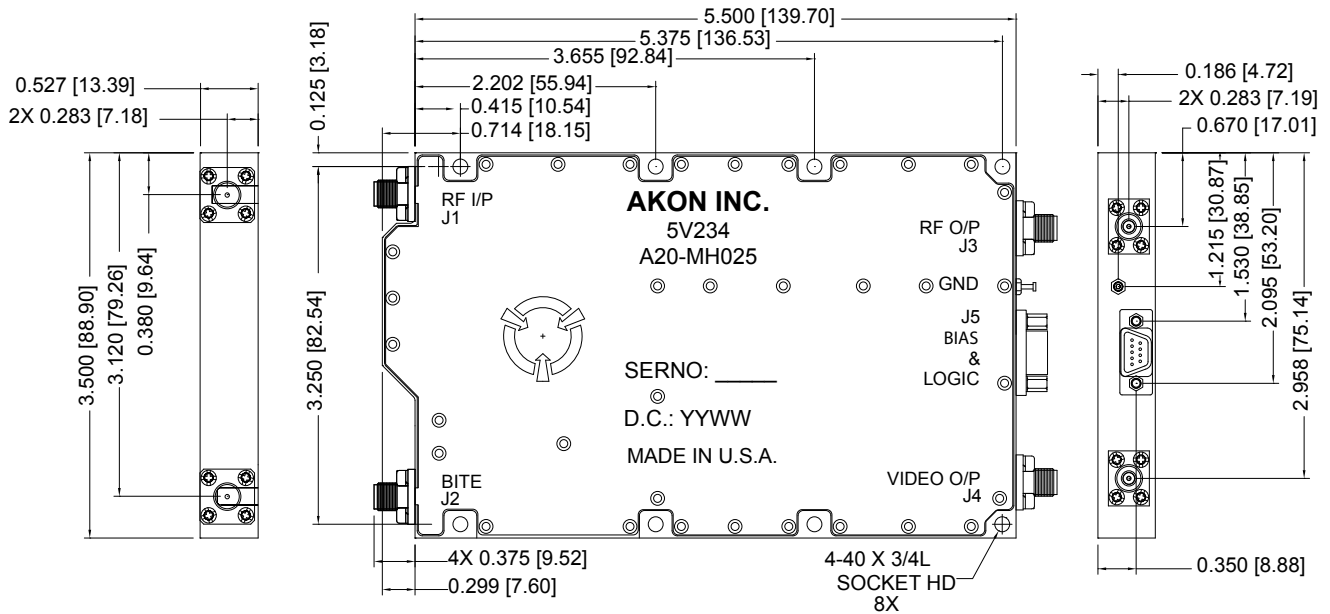 5.500 [139.70]
5.375 [136.53]
3.655 [92.84]
2.202 [55.94]
0.415 [10.54]
0.714 [18.15]
0.125 [3.18]
0.527 [13.39]
2X 0.283 [7.18]
0.186 [4.72]
2X 0.283 [7.19]
0.670 [17.01]
3.500 [88.90]
3.120 [79.26]
0.380 [9.64]
3.250 [82.54]
RF I/P
J1
AKON INC.
5V234
A20-MH025
RF O/P
J3
GND
J5
BIAS
&
LOGIC
SERNO: _____
D.C.: YYWW
MADE IN U.S.A.
BITE
J2
VIDEO O/P
J4
1.215 [30.87]
1.530 [38.85]
2.095 [53.20]
2.958 [75.14]
4X 0.375 [9.52]
0.299 [7.60]
4-40 X 3/4L
SOCKET HD
8X
0.350 [8.88]